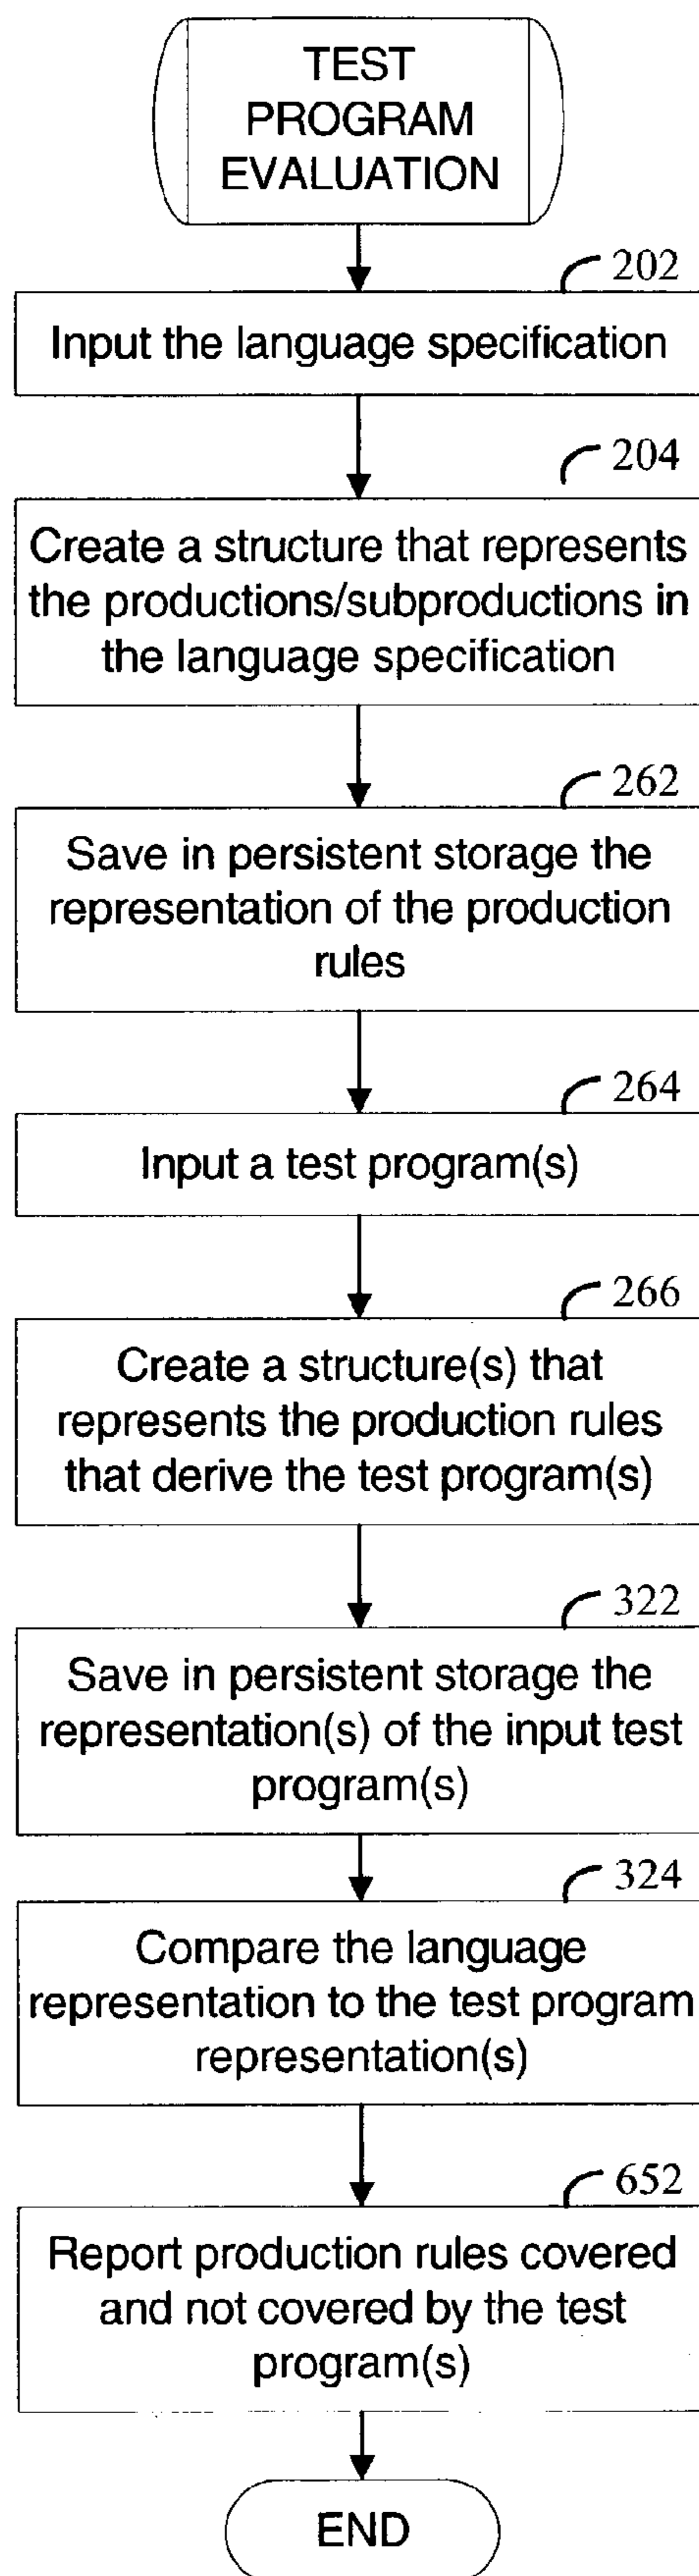 TEST
PROGRAM
EVALUATION
202
Input the language specification
204
Create a structure that represents
the productions/subproductions in
the language specification
262
Save in persistent storage the
representation of the production
rules
264
Input a test program(s)
266
Create a structure(s) that
represents the production rules
that derive the test program(s)
322
Save in persistent storage the
representation(s) of the input test
program(s)
324
Compare the language
representation to the test program
representation(s)
652
Report production rules covered
and not covered by the test
program(s)
END